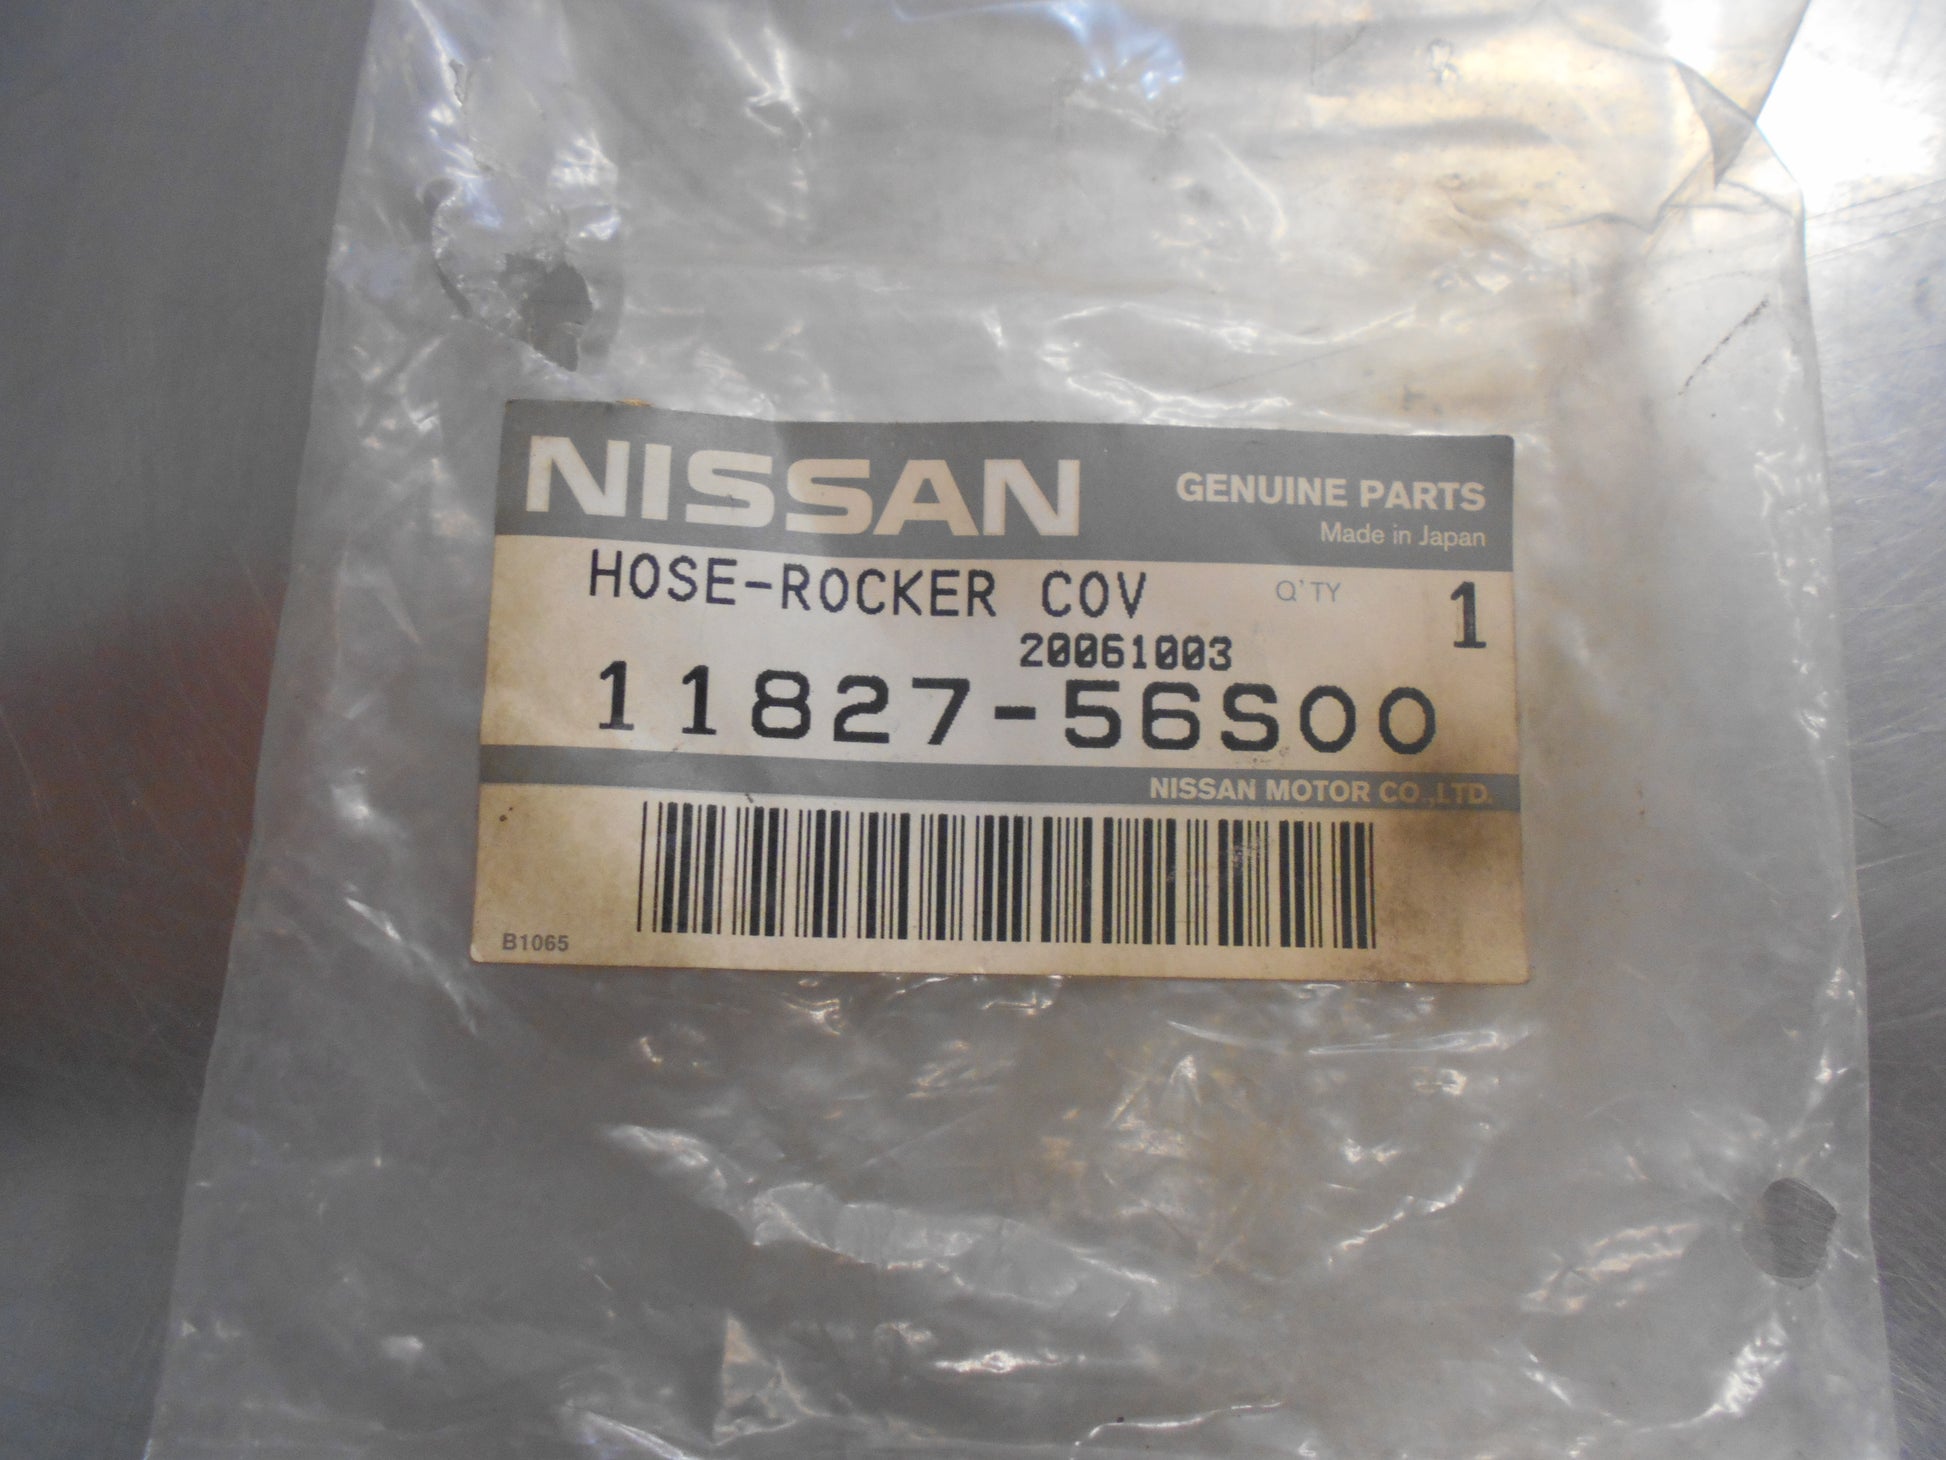 NISSAN
GENUINE PARTS
Made in Japan
HOSE-ROCKER COV Q'TY 1
20061003
11827-56S00
NISSAN MOTOR CO.,LTD.
B1065